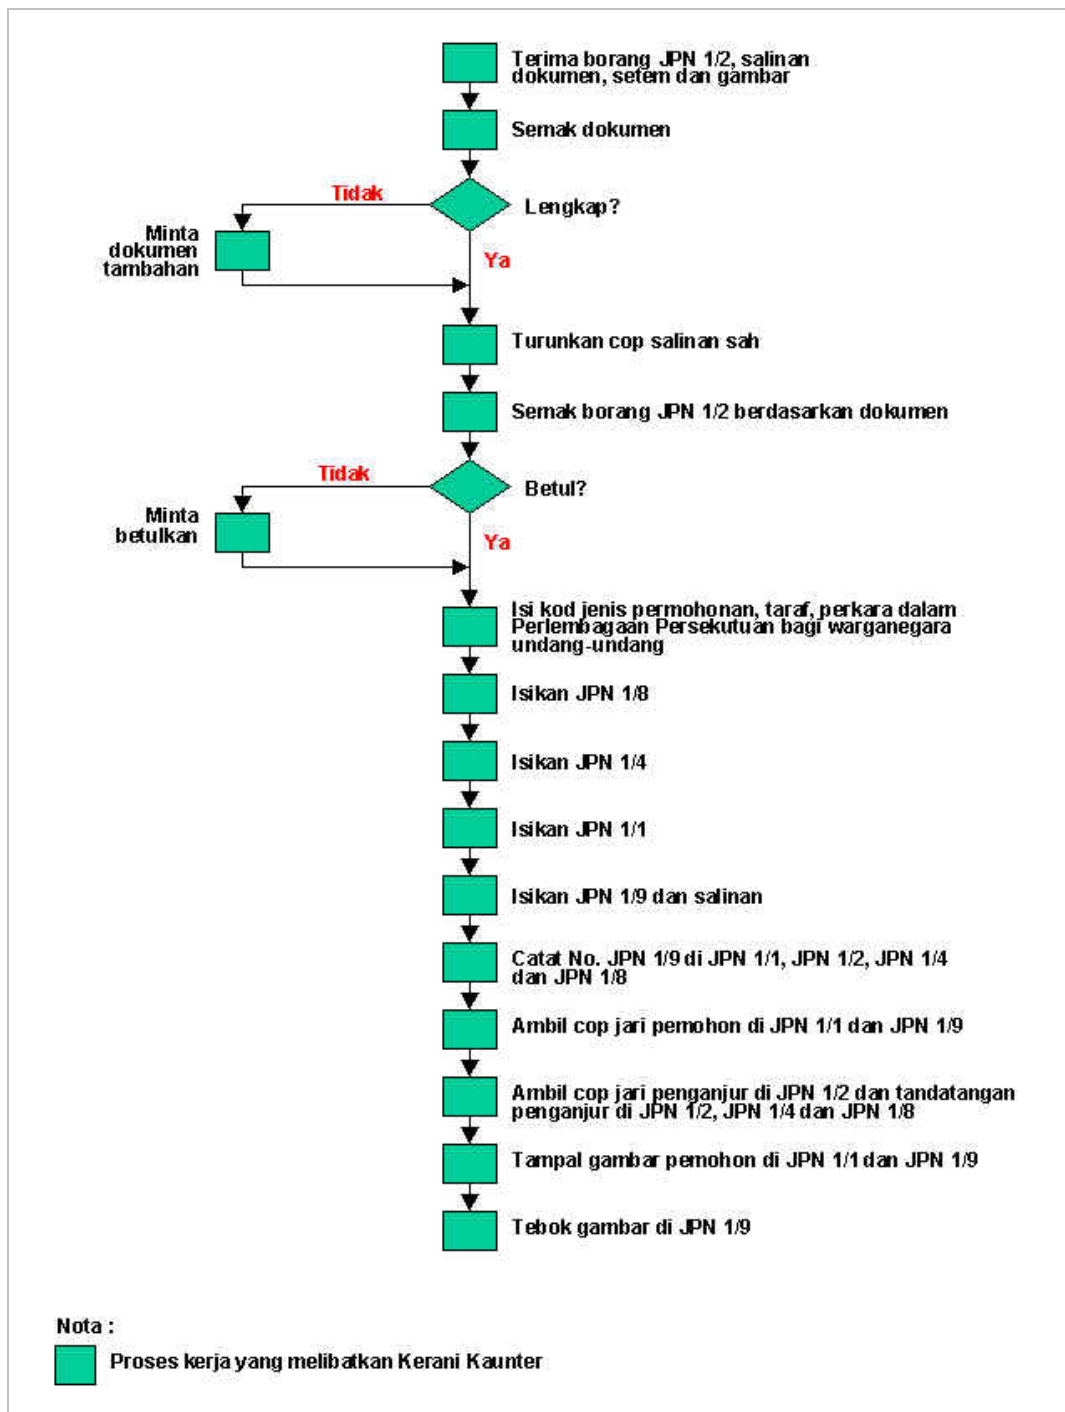 Terima borang JPN 1/2, salinan
dokumen, setem dan gambar
Semak dokumen
Tidak
Lengkap?
Minta
dokumen
tambahan
Ya
Turunkan cop salinan sah
Semak borang JPN 1/2 berdasarkan dokumen
Tidak
Betul?
Minta
betulkan
Ya
Isi kod jenis permohonan, taraf, perkara dalam
Perlembagaan Persekutuan bagi warganegara
undang-undang
Isikan JPN 1/8
Isikan JPN 1/4
Isikan JPN 1/1
Isikan JPN 1/9 dan salinan
Catat No. JPN 1/9 di JPN 1/1, JPN 1/2, JPN 1/4
dan JPN 1/8
Ambil cop jari pemohon di JPN 1/1 dan JPN 1/9
Ambil cop jari penganjur di JPN 1/2 dan tandatangan
penganjur di JPN 1/2, JPN 1/4 dan JPN 1/8
Tampal gambar pemohon di JPN 1/1 dan JPN 1/9
Tebok gambar di JPN 1/9
Nota :
Proses kerja yang melibatkan Kerani Kaunter